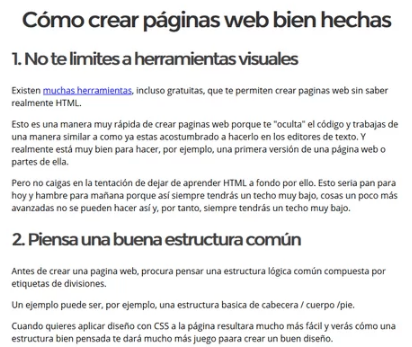 Cómo crear páginas web bien hechas
1. No te limites a herramientas visuales
Existen muchas herramientas, incluso gratuitas, que te permiten crear paginas web sin saber
realmente HTML.
Esto es una manera muy rápida de crear paginas web porque te "oculta" el código y trabajas de
una manera similar a como ya estas acostumbrado a hacerlo en los editores de texto. Y
realmente está muy bien para hacer, por ejemplo, una primera versión de una página web o
partes de ella.
Pero no caigas en la tentación de dejar de aprender HTML a fondo por ello. Esto seria pan para
hoy y hambre para mañana porque así siempre tendrás un techo muy bajo, cosas un poco más
avanzadas no se pueden hacer así y, por tanto, siempre tendrás un techo muy bajo.
2. Piensa una buena estructura común
Antes de crear una pagina web, procura pensar una estructura lógica común compuesta por
etiquetas de divisiones.
Un ejemplo puede ser, por ejemplo, una estructura basica de cabecera / cuerpo /pie.
Cuando quieres aplicar diseño con CSS a la página resultara mucho más fácil y verás cómo una
estructura bien pensada te dará mucho más juego paara crear un buen diseño.